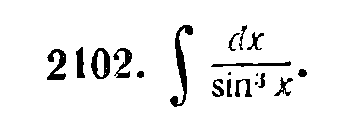 2102. ∫ dx / sin³ x.